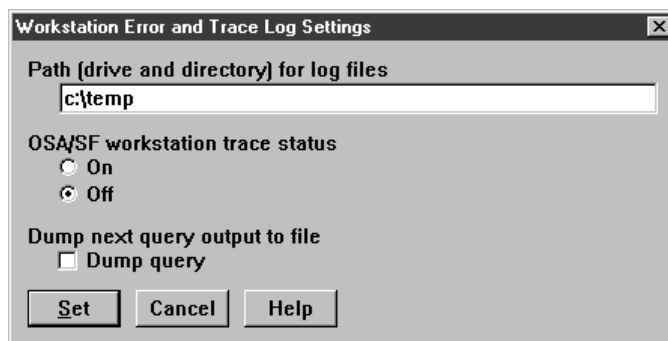 Workstation Error and Trace Log Settings
Path (drive and directory) for log files
c:\temp
OSA/SF workstation trace status
On
Off
Dump next query output to file
Dump query
Set Cancel Help